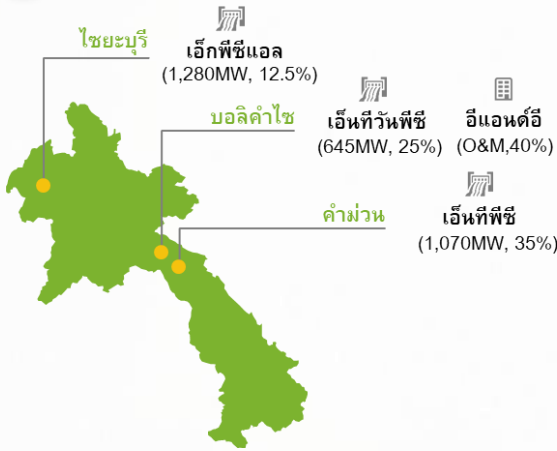 ไซยะบุรี
เอ็กพีซีแอล
(1,280MW, 12.5%)
บอลิคำไซ
เอ็นทีวันพีซี
(645MW, 25%)
อีแอนด์อี
(O&M,40%)
คำม่วน
เอ็นทีพีซี
(1,070MW, 35%)